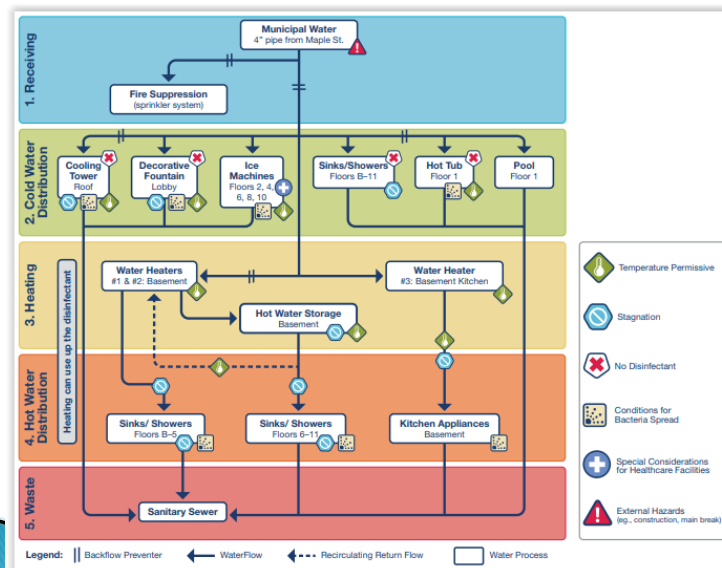 1. Receiving
Municipal Water
4" pipe from Maple St.
Fire Suppression
(sprinkler system)
2. Cold Water
Distribution
Cooling
Tower
Roof
Decorative
Fountain
Lobby
Ice
Machines
Floors 2, 4,
6, 8, 10
Sinks/Showers
Floors B–11
Hot Tub
Floor 1
Pool
Floor 1
3. Heating
Heating can use up the disinfectant
Water Heaters
#1 & #2: Basement
Water Heater
#3: Basement Kitchen
Hot Water Storage
Basement
4. Hot Water
Distribution
Sinks/ Showers
Floors B–5
Sinks/ Showers
Floors 6–11
Kitchen Appliances
Basement
5. Waste
Sanitary Sewer
Legend:
Backflow Preventer
WaterFlow
Recirculating Return Flow
Water Process
Temperature Permissive
Stagnation
No Disinfectant
Conditions for
Bacteria Spread
Special Considerations
for Healthcare Facilities
External Hazards
(eg., construction, main break)